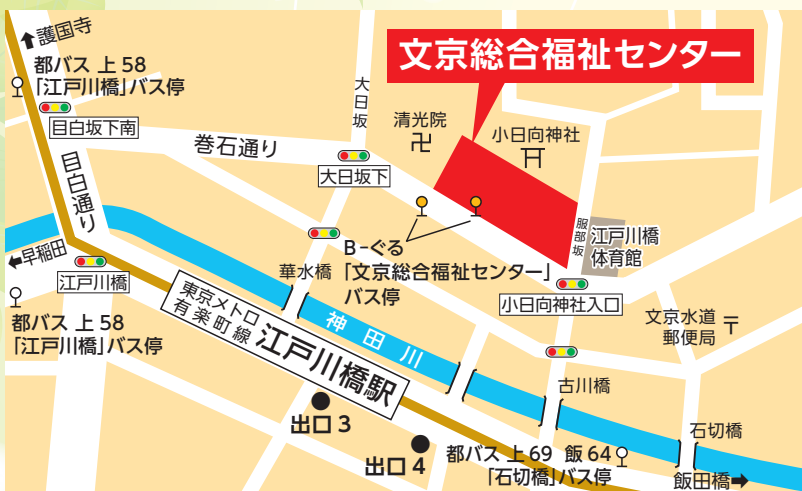 護国寺
都バス 上 58
「江戸川橋」バス停
目白坂下南
目白通り
巻石通り
大日坂
大日坂下
清光院
小日向神社
文京総合福祉センター
服部坂
江戸川橋
体育館
B-ぐる
「文京総合福祉センター」
バス停
小日向神社入口
文京水道
郵便局
早稲田
江戸川橋
都バス 上 58
「江戸川橋」バス停
華水橋
神田川
東京メトロ
有楽町線
江戸川橋駅
出口 3
出口 4
古川橋
石切橋
都バス 上 69 飯 64
「石切橋」バス停
飯田橋